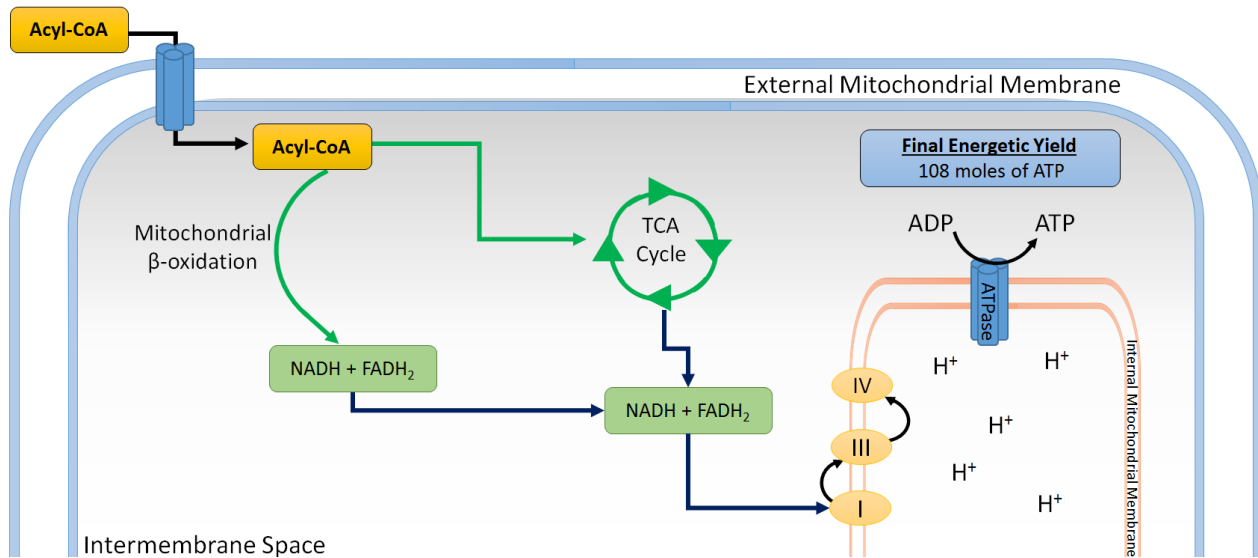 Acyl-CoA
External Mitochondrial Membrane
Acyl-CoA
Final Energetic Yield
108 moles of ATP
Mitochondrial
β-oxidation
TCA
Cycle
ADP
ATP
ATPase
Internal Mitochondrial Membrane
NADH + FADH₂
H⁺
H⁺
IV
NADH + FADH₂
H⁺
III
H⁺
I
H⁺
Intermembrane Space